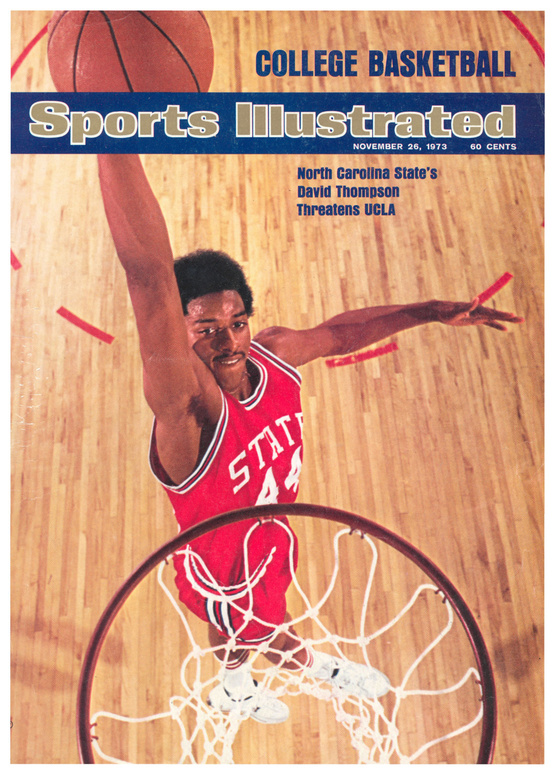 COLLEGE BASKETBALL
Sports Illustrated
NOVEMBER 26, 1973 60 CENTS
North Carolina State's
David Thompson
Threatens UCLA
STATE
44